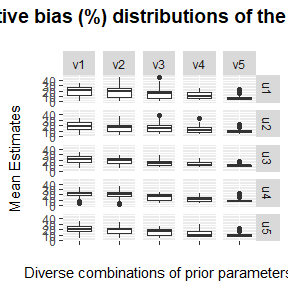 tive bias (%) distributions of the
v1 v2 v3 v4 v5
Mean Estimates
u1
u2
u3
u4
u5
Diverse combinations of prior parameters